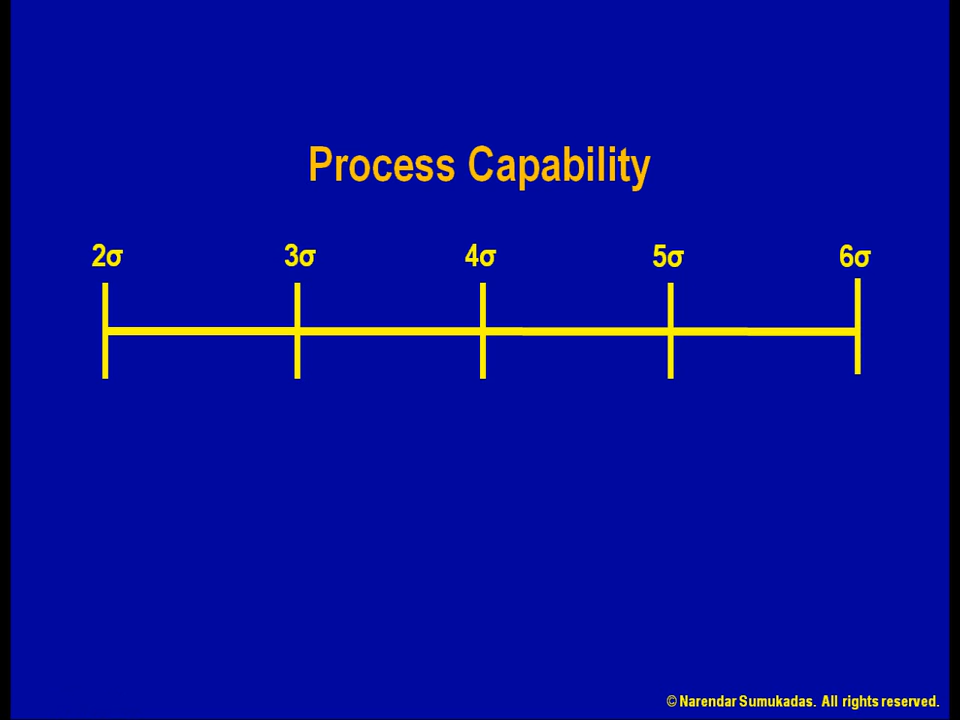 Process Capability
2σ 3σ 4σ 5σ 6σ
© Narendar Sumukadas. All rights reserved.